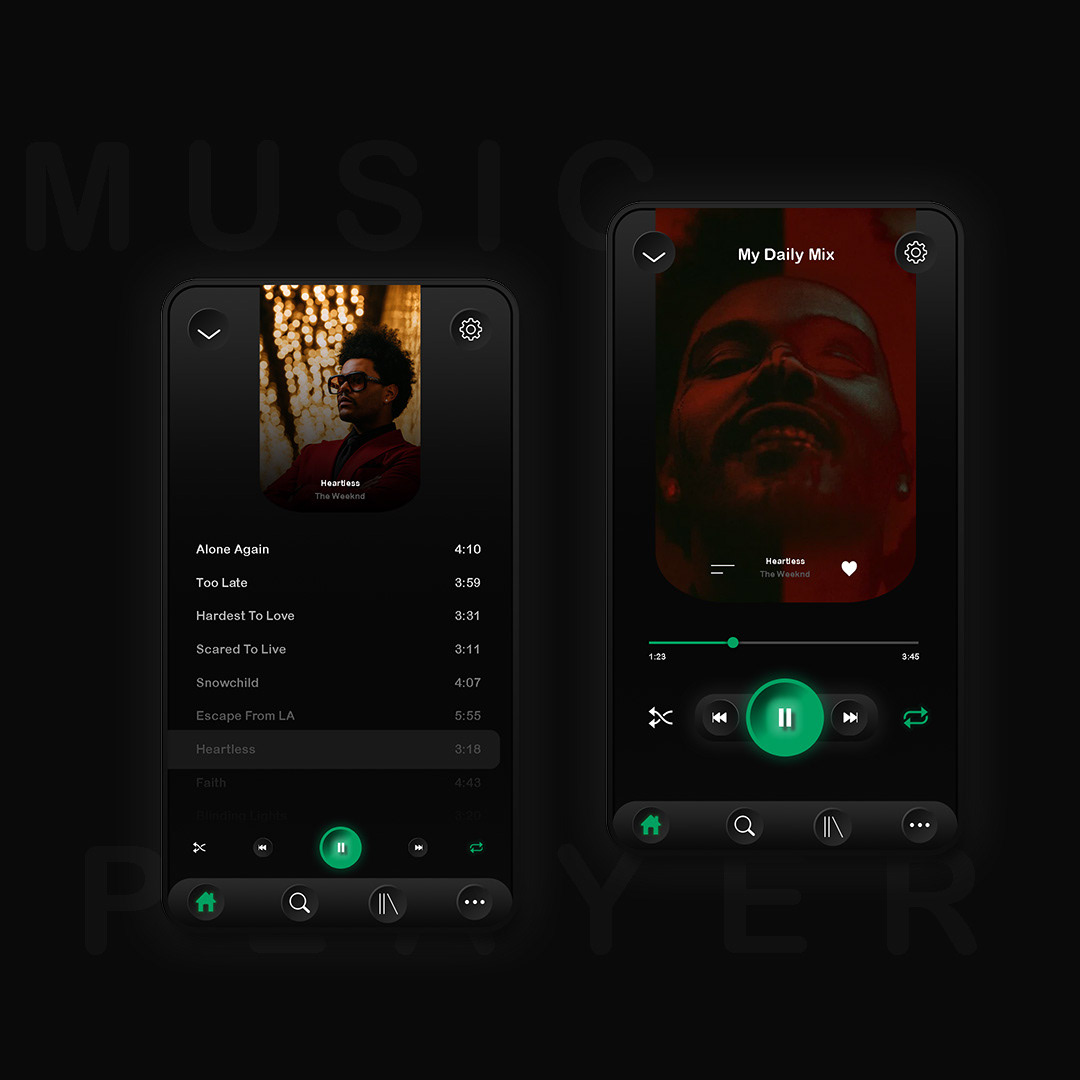 MUSIC
PLAYER
Heartless
The Weeknd
Alone Again 4:10
Too Late 3:59
Hardest To Love 3:31
Scared To Live 3:11
Snowchild 4:07
Escape From LA 5:55
Heartless 3:18
Faith 4:43
Blinding Lights 3:20
My Daily Mix
Heartless
The Weeknd
1:23 3:45